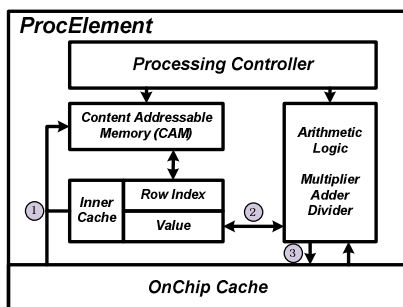 ProcElement
Processing Controller
Content Addressable
Memory (CAM)
Arithmetic
Logic
Multiplier
Adder
Divider
1
Inner
Cache
Row Index
Value
2
3
OnChip Cache